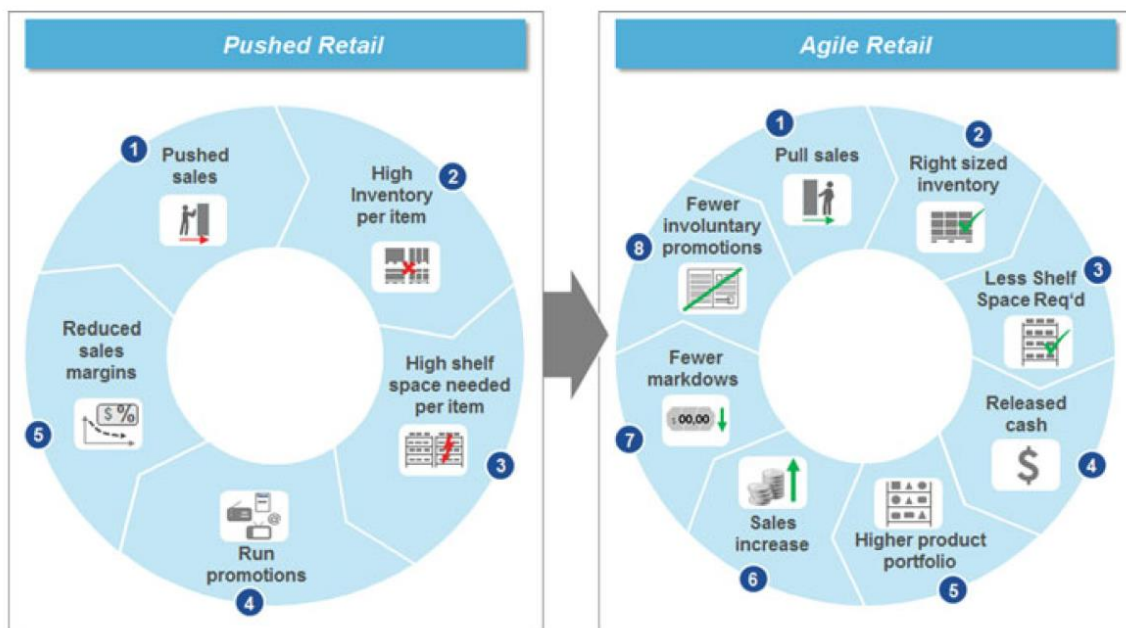 Pushed Retail
1
Pushed
sales
2
High
Inventory
per item
High shelf
space needed
per item
3
Run
promotions
4
Reduced
sales
margins
$ %
5
@
Agile Retail
1
Pull sales
2
Right sized
inventory
3
Less Shelf
Space Req'd
Released
cash
$
4
Higher product
portfolio
5
Sales
increase
6
Fewer
markdows
$ 00,00
7
Fewer
involuntary
promotions
8